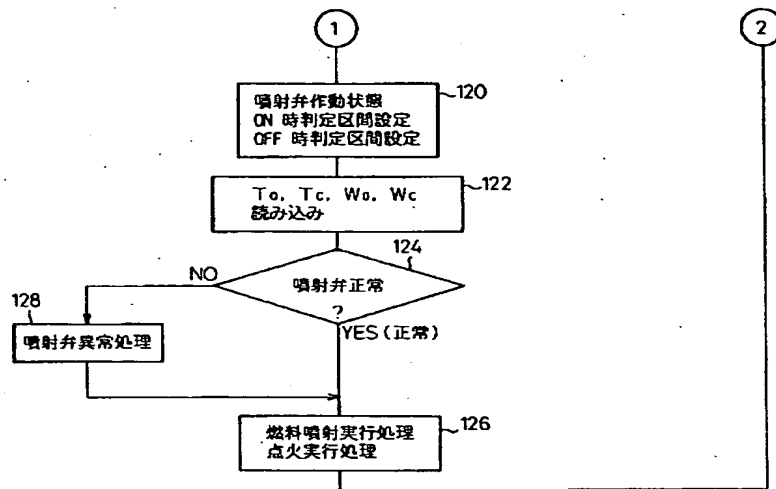 1
2
120
噴射弁作動状態
ON 時判定区間設定
OFF 時判定区間設定
122
To, Tc, Wo, Wc
読み込み
124
NO
噴射弁正常
?
128
YES (正常)
噴射弁異常処理
126
燃料噴射実行処理
点火実行処理